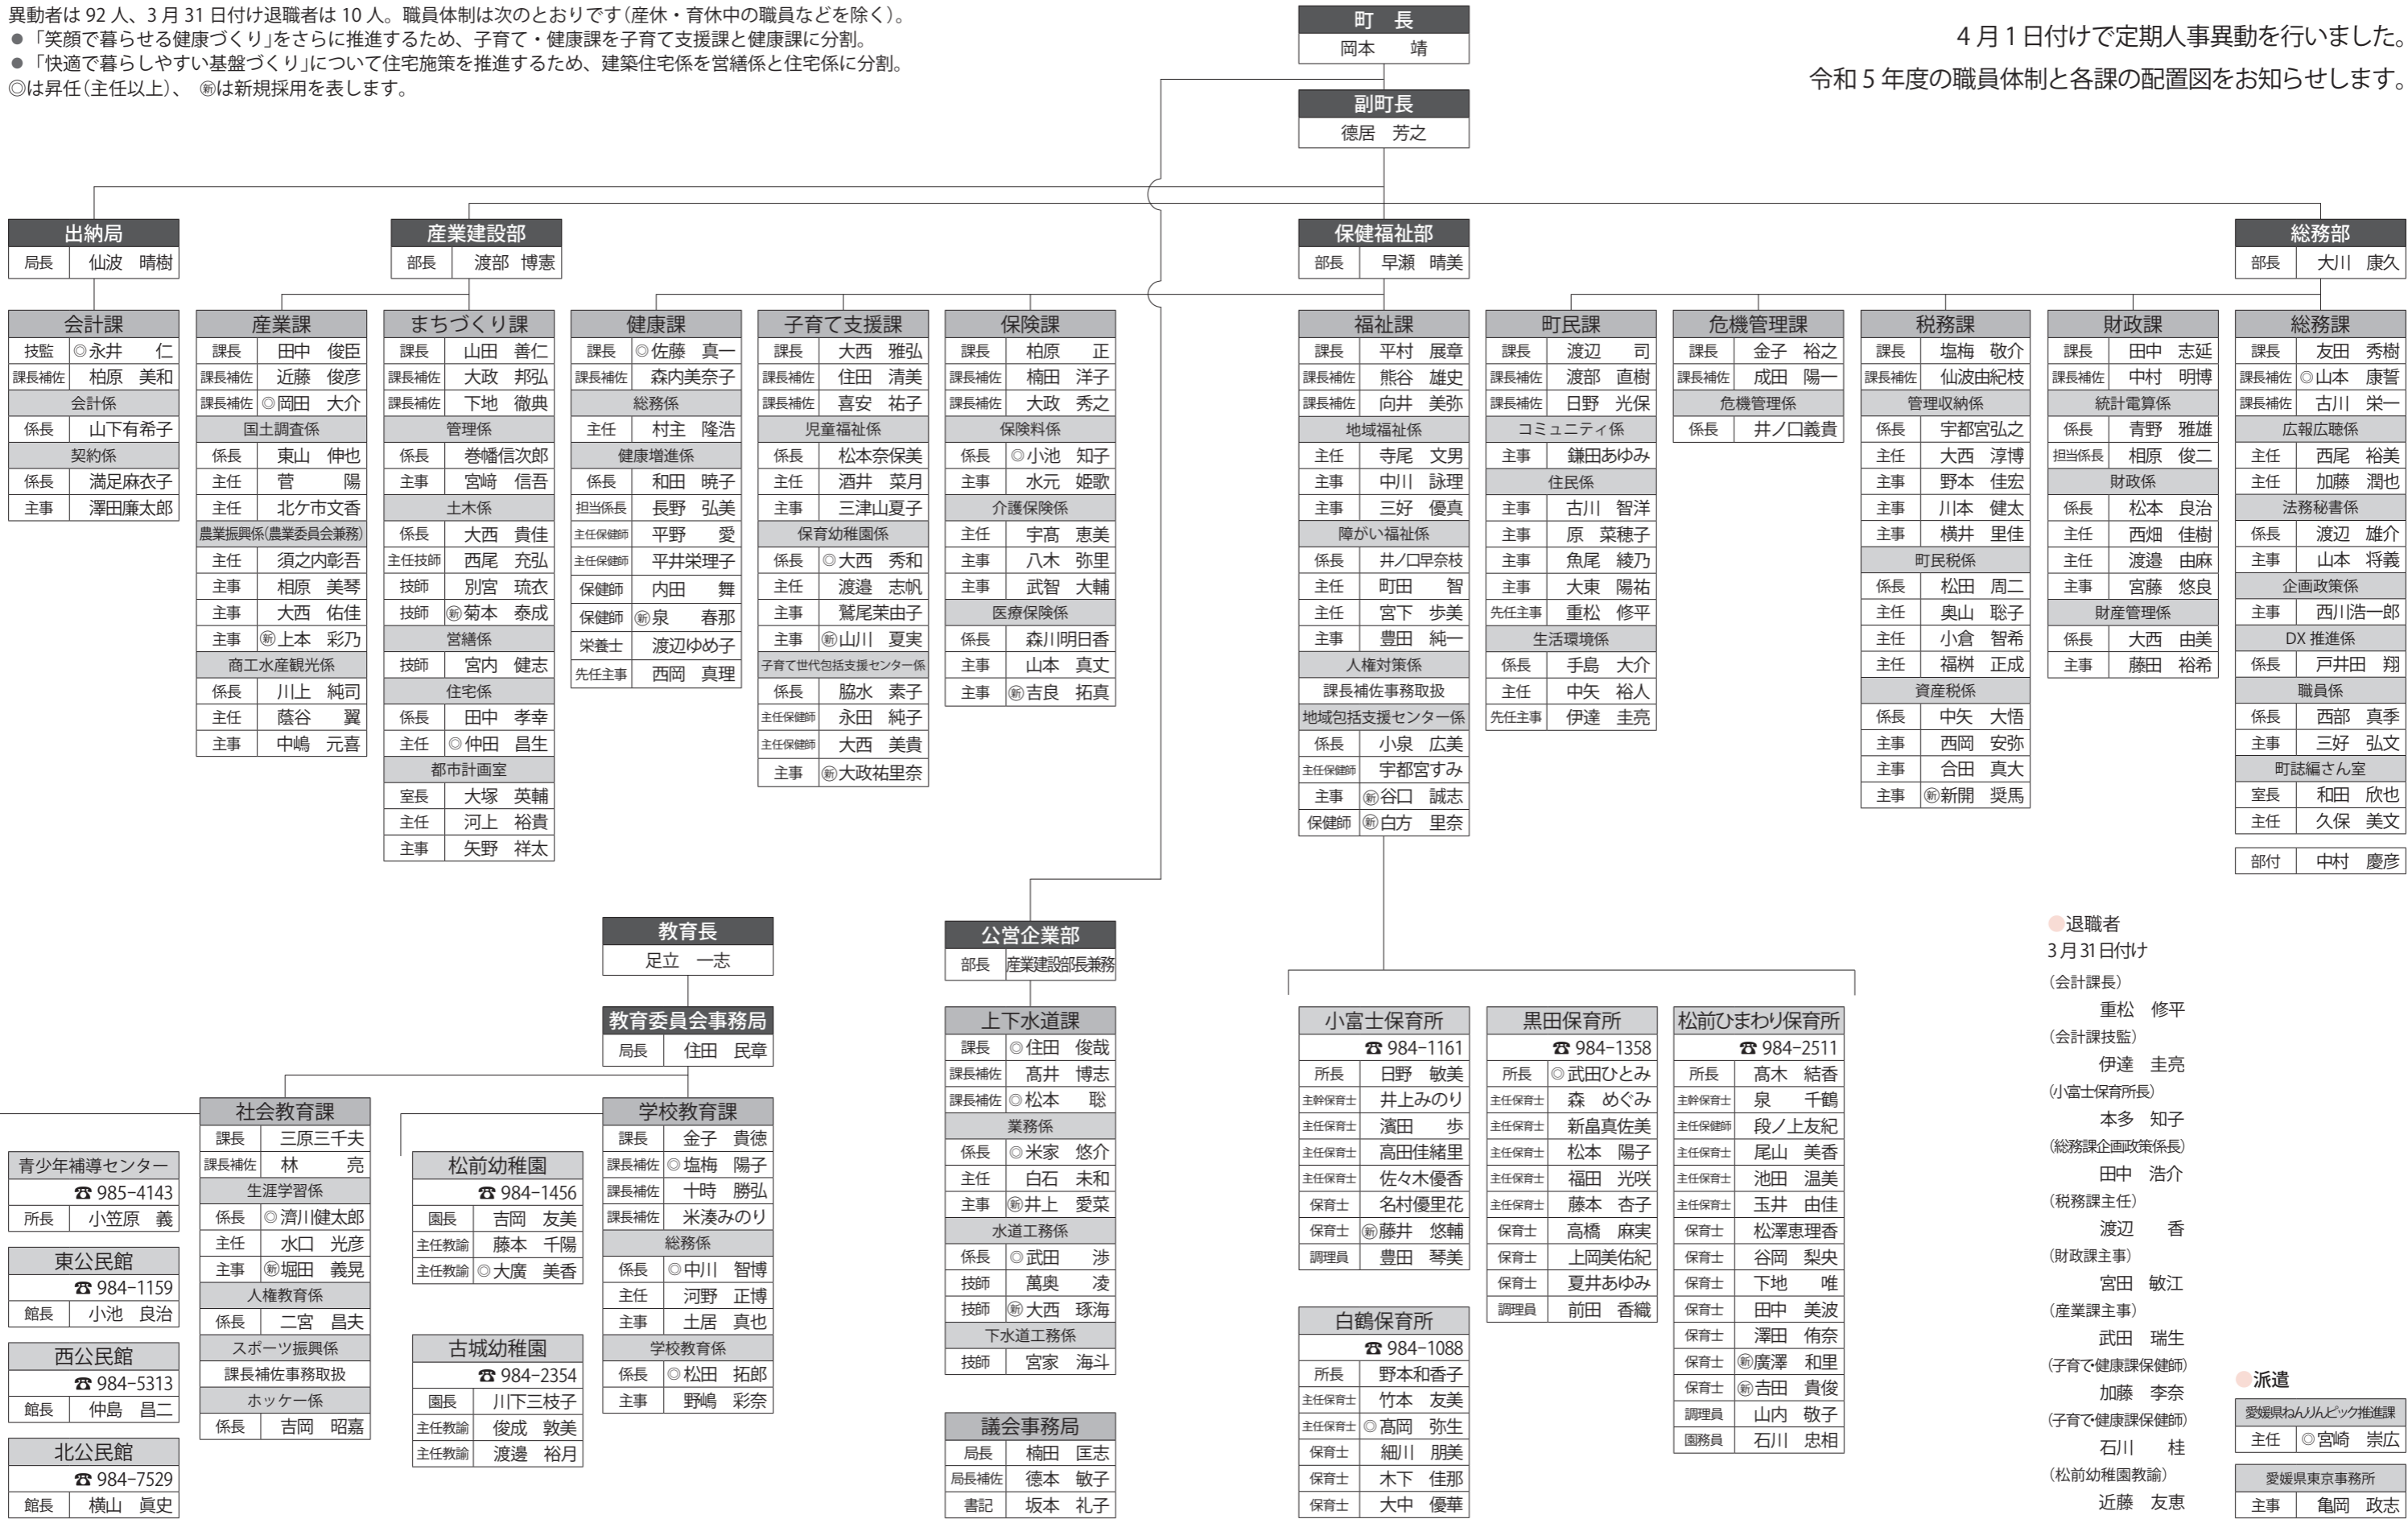 異動者は 92 人、3 月 31 日付け退職者は 10 人。職員体制は次のとおりです(産休・育休中の職員などを除く)。
●「笑顔で暮らせる健康づくり」をさらに推進するため、子育て・健康課を子育て支援課と健康課に分割。
●「快適で暮らしやすい基盤づくり」について住宅施策を推進するため、建築住宅係を営繕係と住宅係に分割。
◎は昇任(主任以上)、 ㊟は新規採用を表します。
4 月 1 日付けで定期人事異動を行いました。
令和 5 年度の職員体制と各課の配置図をお知らせします。
町 長
岡本 靖
副町長
德居 芳之
出納局
局長 仙波 晴樹
会計課
技監 ◎永井 仁
課長補佐 柏原 美和
会計係
係長 山下有希子
契約係
係長 満足麻衣子
主事 澤田廉太郎
産業建設部
部長 渡部 博憲
産業課
課長 田中 俊臣
課長補佐 近藤 俊彦
課長補佐 ◎岡田 大介
国土調査係
係長 東山 伸也
主任 菅 陽
主任 北ケ市文香
農業振興係(農業委員会兼務)
主任 須之内彰吾
主事 相原 美琴
主事 大西 佑佳
主事 新上本 彩乃
商工水産観光係
係長 川上 純司
主任 蔭谷 翼
主事 中嶋 元喜
まちづくり課
課長 山田 善仁
課長補佐 大政 邦弘
課長補佐 下地 徹典
管理係
係長 巻幡信次郎
主事 宮﨑 信吾
土木係
係長 大西 貴佳
主任技師 西尾 充弘
技師 別宮 琉衣
技師 新菊本 泰成
営繕係
技師 宮内 健志
住宅係
係長 田中 孝幸
主任 ◎仲田 昌生
都市計画室
室長 大塚 英輔
主任 河上 裕貴
主事 矢野 祥太
保健福祉部
部長 早瀬 晴美
健康課
課長 ◎佐藤 真一
課長補佐 森内美奈子
総務係
主任 村主 隆浩
健康増進係
係長 和田 暁子
担当係長 長野 弘美
主任保健師 平野 愛
主任保健師 平井栄理子
保健師 内田 舞
保健師 新泉 春那
栄養士 渡辺ゆめ子
先任主事 西岡 真理
子育て支援課
課長 大西 雅弘
課長補佐 住田 清美
課長補佐 喜安 祐子
児童福祉係
係長 松本奈保美
主任 酒井 菜月
主事 三津山夏子
保育幼稚園係
係長 ◎大西 秀和
主任 渡邉 志帆
主事 鷲尾茉由子
主事 新山川 夏実
子育て世代包括支援センター係
係長 脇水 素子
主任保健師 永田 純子
主任保健師 大西 美貴
主事 新大政祐里奈
保険課
課長 柏原 正
課長補佐 楠田 洋子
課長補佐 大政 秀之
保険料係
係長 ◎小池 知子
主事 水元 姫歌
介護保険係
主任 宇髙 恵美
主事 八木 弥里
主事 武智 大輔
医療保険係
係長 森川明日香
主事 山本 真丈
主事 新吉良 拓真
福祉課
課長 平村 展章
課長補佐 熊谷 雄史
課長補佐 向井 美弥
地域福祉係
主任 寺尾 文男
主事 中川 詠理
主事 三好 優真
障がい福祉係
係長 井ノ口早奈枝
主任 町田 智
主任 宮下 歩美
主事 豊田 純一
人権対策係
課長補佐事務取扱
地域包括支援センター係
係長 小泉 広美
主任保健師 宇都宮すみ
主事 新谷口 誠志
保健師 新白方 里奈
総務部
部長 大川 康久
町民課
課長 渡辺 司
課長補佐 渡部 直樹
課長補佐 日野 光保
コミュニティ係
主事 鎌田あゆみ
住民係
主事 古川 智洋
主事 原 菜穂子
主事 魚尾 綾乃
主事 大東 陽祐
先任主事 重松 修平
生活環境係
係長 手島 大介
主任 中矢 裕人
先任主事 伊達 圭亮
危機管理課
課長 金子 裕之
課長補佐 成田 陽一
危機管理係
係長 井ノ口義貴
税務課
課長 塩梅 敬介
課長補佐 仙波由紀枝
管理収納係
係長 宇都宮弘之
主任 大西 淳博
主事 野本 佳宏
主事 川本 健太
主事 横井 里佳
町民税係
係長 松田 周二
主任 奥山 聡子
主任 小倉 智希
主任 福桝 正成
資産税係
係長 中矢 大悟
主事 西岡 安弥
主事 合田 真大
主事 新新開 奨馬
財政課
課長 田中 志延
課長補佐 中村 明博
統計電算係
係長 青野 雅雄
担当係長 相原 俊二
財政係
係長 松本 良治
主任 西畑 佳樹
主任 渡邉 由麻
主事 宮藤 悠良
財産管理係
係長 大西 由美
主事 藤田 裕希
総務課
課長 友田 秀樹
課長補佐 ◎山本 康誓
課長補佐 古川 栄一
広報広聴係
主任 西尾 裕美
主任 加藤 潤也
法務秘書係
係長 渡辺 雄介
主事 山本 将義
企画政策係
主事 西川浩一郎
DX 推進係
係長 戸井田 翔
職員係
係長 西部 真季
主事 三好 弘文
町誌編さん室
室長 和田 欣也
主任 久保 美文
部付 中村 慶彦
教育長
足立 一志
教育委員会事務局
局長 住田 民章
青少年補導センター
☎ 985−4143
所長 小笠原 義
東公民館
☎ 984−1159
館長 小池 良治
西公民館
☎ 984−5313
館長 仲島 昌二
北公民館
☎ 984−7529
館長 横山 眞史
社会教育課
課長 三原三千夫
課長補佐 林 亮
生涯学習係
係長 ◎濟川健太郎
主任 水口 光彦
主事 新堀田 義晃
人権教育係
係長 二宮 昌夫
スポーツ振興係
課長補佐事務取扱
ホッケー係
係長 吉岡 昭嘉
松前幼稚園
☎ 984−1456
園長 吉岡 友美
主任教諭 藤本 千陽
主任教諭 ◎大廣 美香
古城幼稚園
☎ 984−2354
園長 川下三枝子
主任教諭 俊成 敦美
主任教諭 渡邊 裕月
学校教育課
課長 金子 貴徳
課長補佐 ◎塩梅 陽子
課長補佐 十時 勝弘
課長補佐 米湊みのり
総務係
係長 ◎中川 智博
主任 河野 正博
主事 土居 真也
学校教育係
係長 ◎松田 拓郎
主事 野嶋 彩奈
公営企業部
部長 産業建設部長兼務
上下水道課
課長 ◎住田 俊哉
課長補佐 髙井 博志
課長補佐 ◎松本 聡
業務係
係長 ◎米家 悠介
主任 白石 未和
主事 新井上 愛菜
水道工務係
係長 ◎武田 渉
技師 萬奥 凌
技師 新大西 琢海
下水道工務係
技師 宮家 海斗
議会事務局
局長 楠田 匡志
局長補佐 德本 敏子
書記 坂本 礼子
小富士保育所
☎ 984−1161
所長 日野 敏美
主幹保育士 井上みのり
主任保育士 濱田 歩
主任保育士 高田佳緒里
主任保育士 佐々木優香
保育士 名村優里花
保育士 新藤井 悠輔
調理員 豊田 琴美
白鶴保育所
☎ 984−1088
所長 野本和香子
主任保育士 竹本 友美
主任保育士 ◎髙岡 弥生
保育士 細川 朋美
保育士 木下 佳那
保育士 大中 優華
黒田保育所
☎ 984−1358
所長 ◎武田ひとみ
主任保育士 森 めぐみ
主任保育士 新畠真佐美
主任保育士 松本 陽子
主任保育士 福田 光咲
主任保育士 藤本 杏子
保育士 高橋 麻実
保育士 上岡美佑紀
保育士 夏井あゆみ
調理員 前田 香織
松前ひまわり保育所
☎ 984−2511
所長 髙木 結香
主幹保育士 泉 千鶴
主任保健師 段ノ上友紀
主任保育士 尾山 美香
主任保育士 池田 温美
主任保育士 玉井 由佳
保育士 松澤恵理香
保育士 谷岡 梨央
保育士 下地 唯
保育士 田中 美波
保育士 澤田 侑奈
保育士 新廣澤 和里
保育士 新吉田 貴俊
調理員 山内 敬子
園務員 石川 忠相
●退職者
3 月 31 日付け
(会計課長)
重松 修平
(会計課技監)
伊達 圭亮
(小富士保育所長)
本多 知子
(総務課企画政策係長)
田中 浩介
(税務課主任)
渡辺 香
(財政課主事)
宮田 敏江
(産業課主事)
武田 瑞生
(子育て・健康課保健師)
加藤 李奈
(子育て・健康課保健師)
石川 桂
(松前幼稚園教諭)
近藤 友恵
●派遣
愛媛県ねんりんピック推進課
主任 ◎宮崎 崇広
愛媛県東京事務所
主事 亀岡 政志